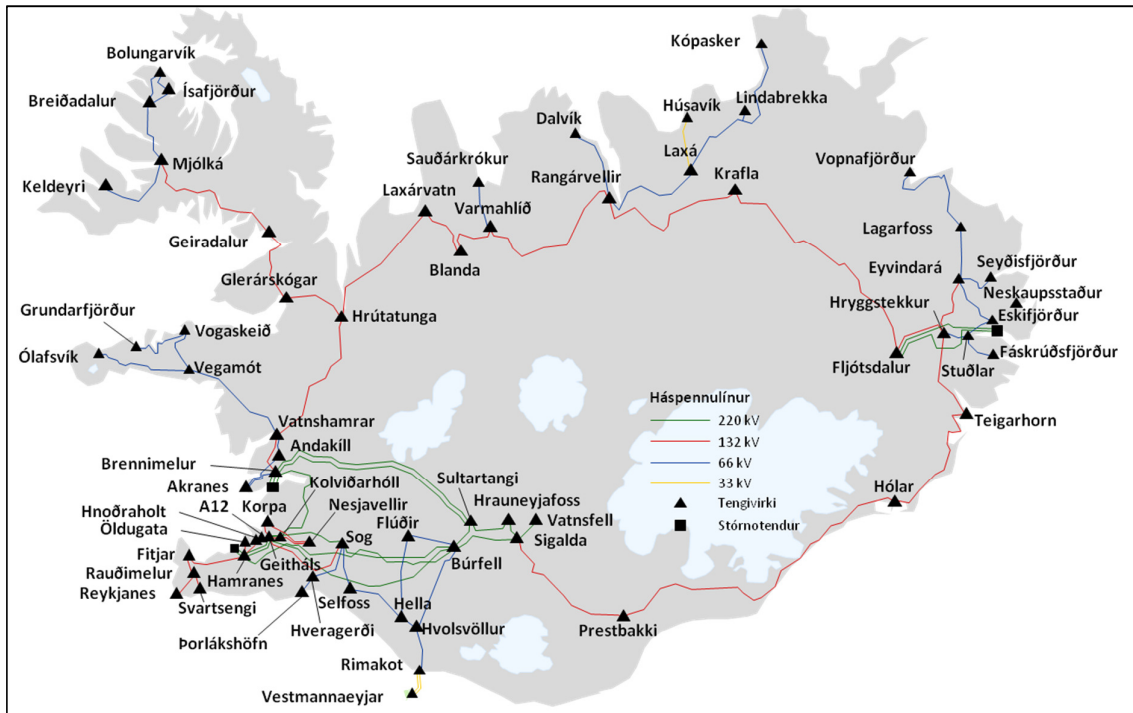 Bolungarvík
Ísafjörður
Breiðadalur
Mjólká
Keldeyri
Geiradalur
Glerárskógar
Hrútatunga
Grundarfjörður
Vogaskeið
Ólafsvík
Vegamót
Kópasker
Húsavík
Lindabrekka
Dalvík
Laxá
Sauðárkrókur
Rangárvellir
Krafla
Laxárvatn
Varmahlíð
Blanda
Vopnafjörður
Lagarfoss
Eyvindará
Seyðisfjörður
Neskaupsstaður
Hryggstekkur
Eskifjörður
Fljótsdalur
Stuðlar
Fáskrúðsfjörður
Teigarhorn
Hólar
Háspennulínur
220 kV
132 kV
66 kV
33 kV
Tengivirki
Stórnotendur
Vatnshamrar
Andakíll
Brennimelur
Akranes
Kolviðarhóll
Korpa
Nesjavellir
A12
Hnoðraholt
Öldugata
Sultartangi
Hrauneyjafoss
Vatnsfell
Flúðir
Sog
Sigalda
Búrfell
Fitjar
Geitháls
Hamranes
Rauðimelur
Reykjanes
Svartsengi
Selfoss
Hella
Hvolsvöllur
Þorlákshöfn
Hveragerði
Prestbakki
Rimakot
Vestmannaeyjar